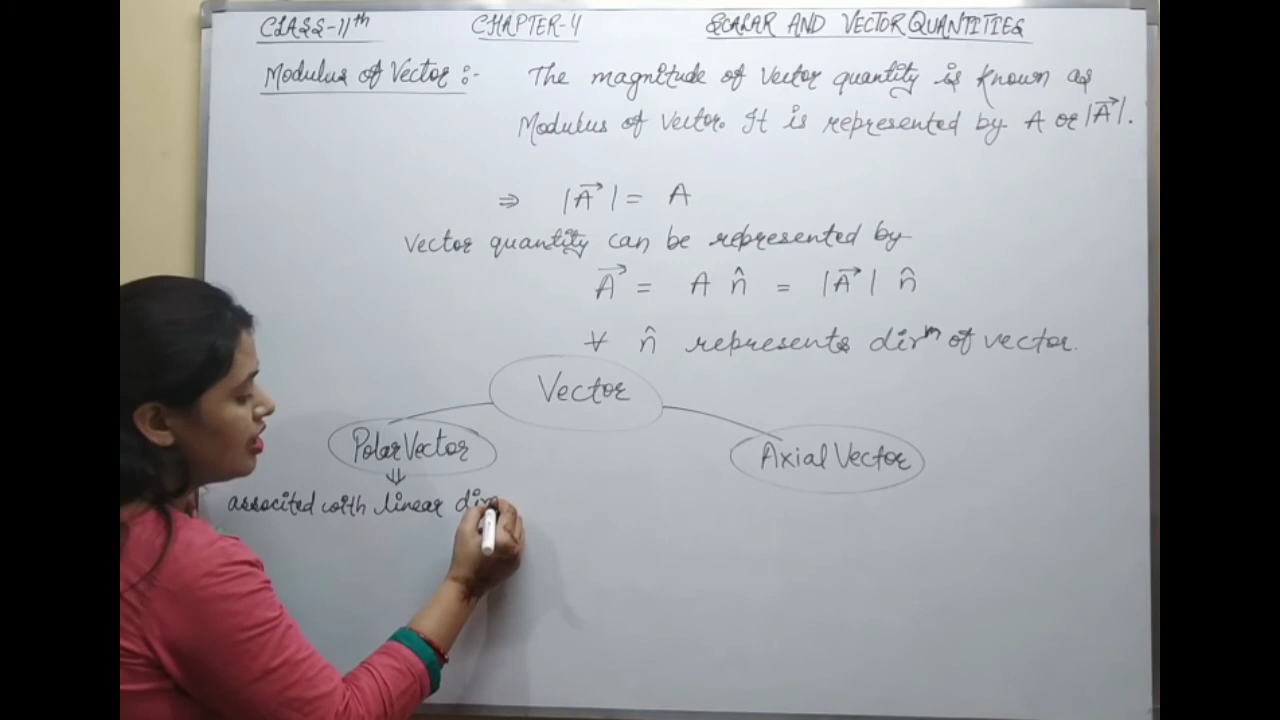 CLASS-11th CHAPTER-4 SCALAR AND VECTOR QUANTITIES
Modulus of Vector :- The magnitude of Vector quantity is known as
Modulus of Vector. It is represented by A or |A⃗|.
⇒ |A⃗| = A
Vector quantity can be represented by
A⃗ = A n̂ = |A⃗| n̂
∀ n̂ represents dirⁿ of vector.
Vector
Polar Vector Axial Vector
⇓
associted with linear dir